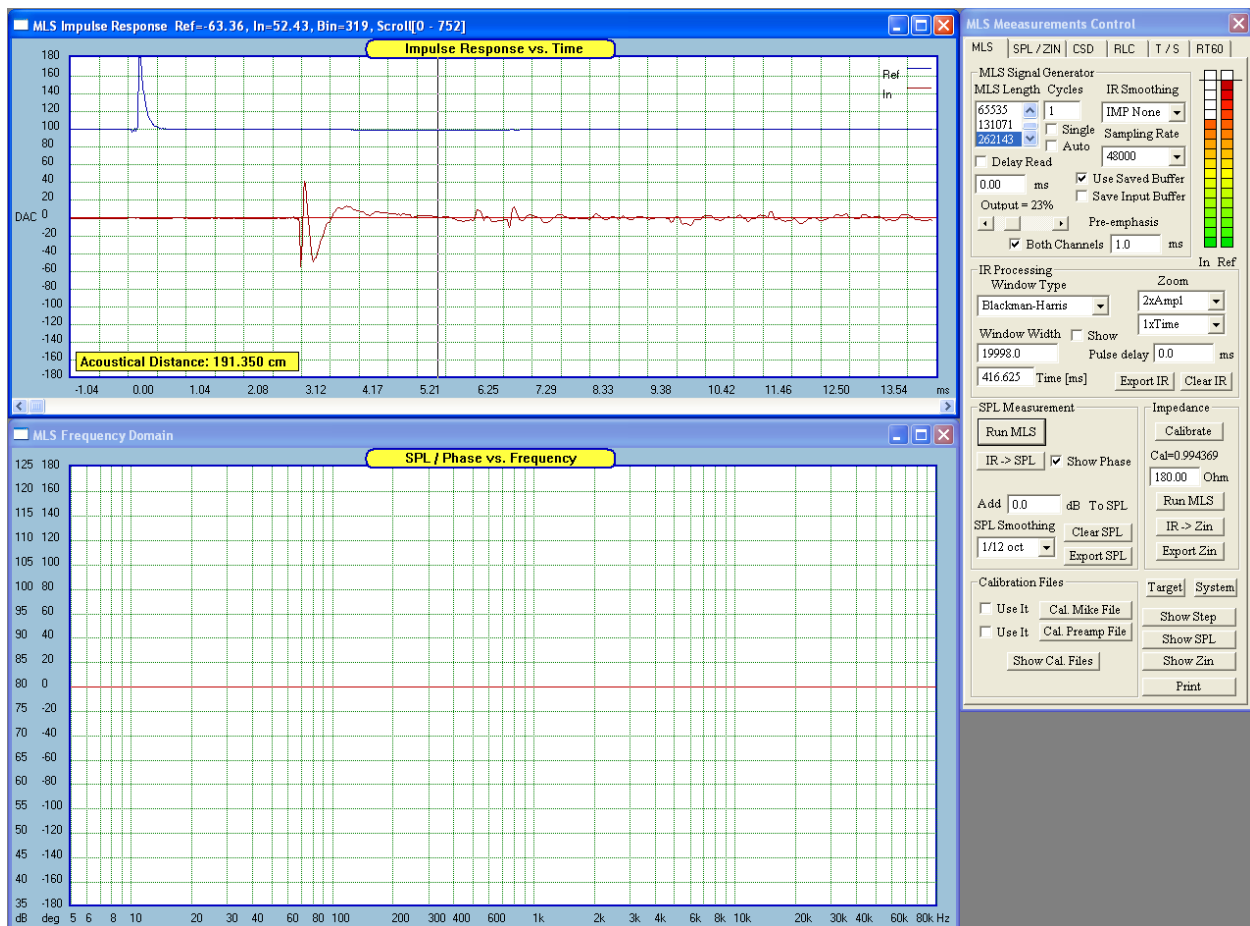 MLS Impulse Response Ref=-63.36, In=52.43, Bin=319, Scroll[0 - 752]
Impulse Response vs. Time
180
160
140
120
100
80
60
40
20
DAC 0
-20
-40
-60
-80
-100
-120
-140
-160
-180
Ref
In
Acoustical Distance: 191.350 cm
-1.04 0.00 1.04 2.08 3.12 4.17 5.21 6.25 7.29 8.33 9.38 10.42 11.46 12.50 13.54 ms
MLS Frequency Domain
SPL / Phase vs. Frequency
125 180
120 160
115 140
110 120
105 100
100 80
95 60
90 40
85 20
80 0
75 -20
70 -40
65 -60
60 -80
55 -100
50 -120
45 -140
40 -160
35 -180
dB deg 5 6 8 10 20 30 40 60 80 100 200 300 400 600 1k 2k 3k 4k 6k 8k 10k 20k 30k 40k 60k 80k Hz
MLS Meeasurements Control
MLS SPL / ZIN CSD RLC T / S RT60
MLS Signal Generator
MLS Length Cycles IR Smoothing
65535
131071
262143
1
IMP None
Single
Auto
Sampling Rate
48000
Delay Read
0.00 ms
Use Saved Buffer
Save Input Buffer
Output = 23%
Pre-emphasis
Both Channels 1.0 ms
In Ref
IR Processing
Window Type
Blackman-Harris
Zoom
2xAmpl
1xTime
Window Width Show
19998.0
Pulse delay 0.0 ms
416.625 Time [ms]
Export IR Clear IR
SPL Measurement
Run MLS
IR -> SPL Show Phase
Add 0.0 dB To SPL
SPL Smoothing
1/12 oct
Clear SPL
Export SPL
Impedance
Calibrate
Cal=0.994369
180.00 Ohm
Run MLS
IR -> Zin
Export Zin
Calibration Files
Use It Cal. Mike File
Use It Cal. Preamp File
Show Cal. Files
Target System
Show Step
Show SPL
Show Zin
Print